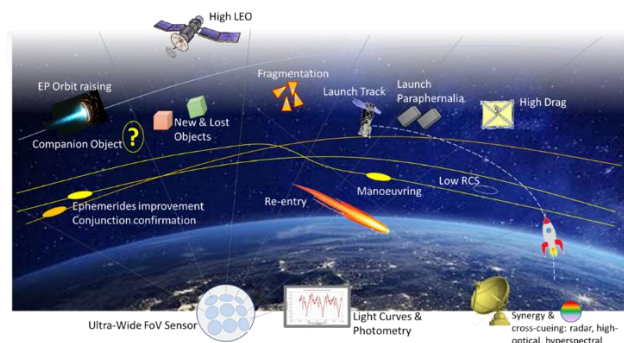 High LEO
EP Orbit raising
Fragmentation
Launch Track
Launch
Paraphernalia
High Drag
New & Lost
Objects
?
Companion Object
Low RCS
Manoeuvring
Re-entry
Ephemerides improvement
Conjunction confirmation
Ultra-Wide FoV Sensor
Light Curves &
Photometry
Synergy &
cross-cueing: radar, high-
optical, hyperspectral